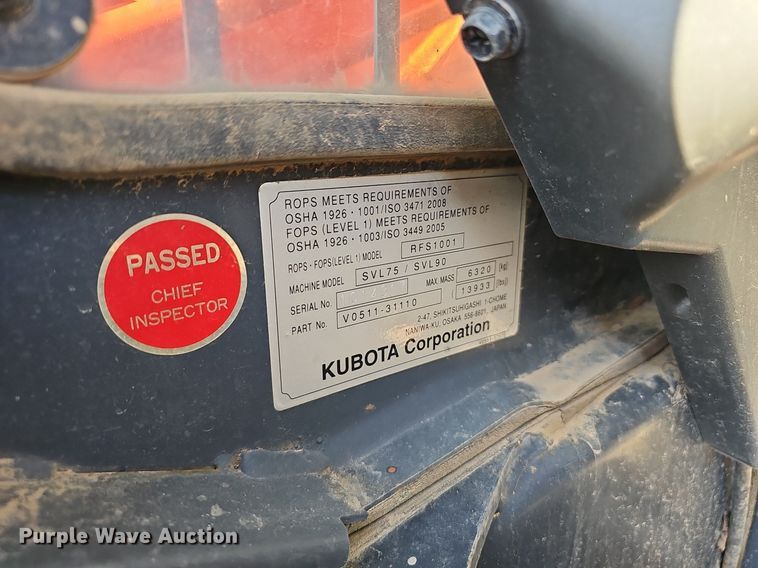 PASSED
CHIEF
INSPECTOR
ROPS MEETS REQUIREMENTS OF
OSHA 1926・1001/ISO 3471 2008
FOPS (LEVEL 1) MEETS REQUIREMENTS OF
OSHA 1926・1003/ISO 3449 2005
ROPS・FOPS(LEVEL 1) MODEL RFS1001
MACHINE MODEL SVL75 / SVL90
SERIAL No. MAX. MASS 6320 (kg)
(13933) (lbs)
PART No. V0511-31110
2-47, SHIKITSUHIGASHI 1-CHOME
NANIWA-KU, OSAKA 556-8601, JAPAN
KUBOTA Corporation
Purple Wave Auction